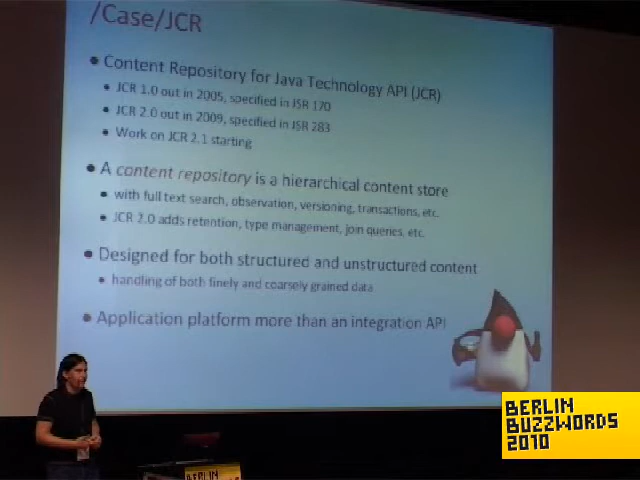 /Case/JCR
• Content Repository for Java Technology API (JCR)
• JCR 1.0 out in 2005, specified in JSR 170
• JCR 2.0 out in 2009, specified in JSR 283
• Work on JCR 2.1 starting
• A content repository is a hierarchical content store
• with full text search, observation, versioning, transactions, etc.
• JCR 2.0 adds retention, type management, join queries, etc.
• Designed for both structured and unstructured content
• handling of both finely and coarsely grained data
• Application platform more than an integration API
BERLIN
BUZZWORDS
2010
BERLIN